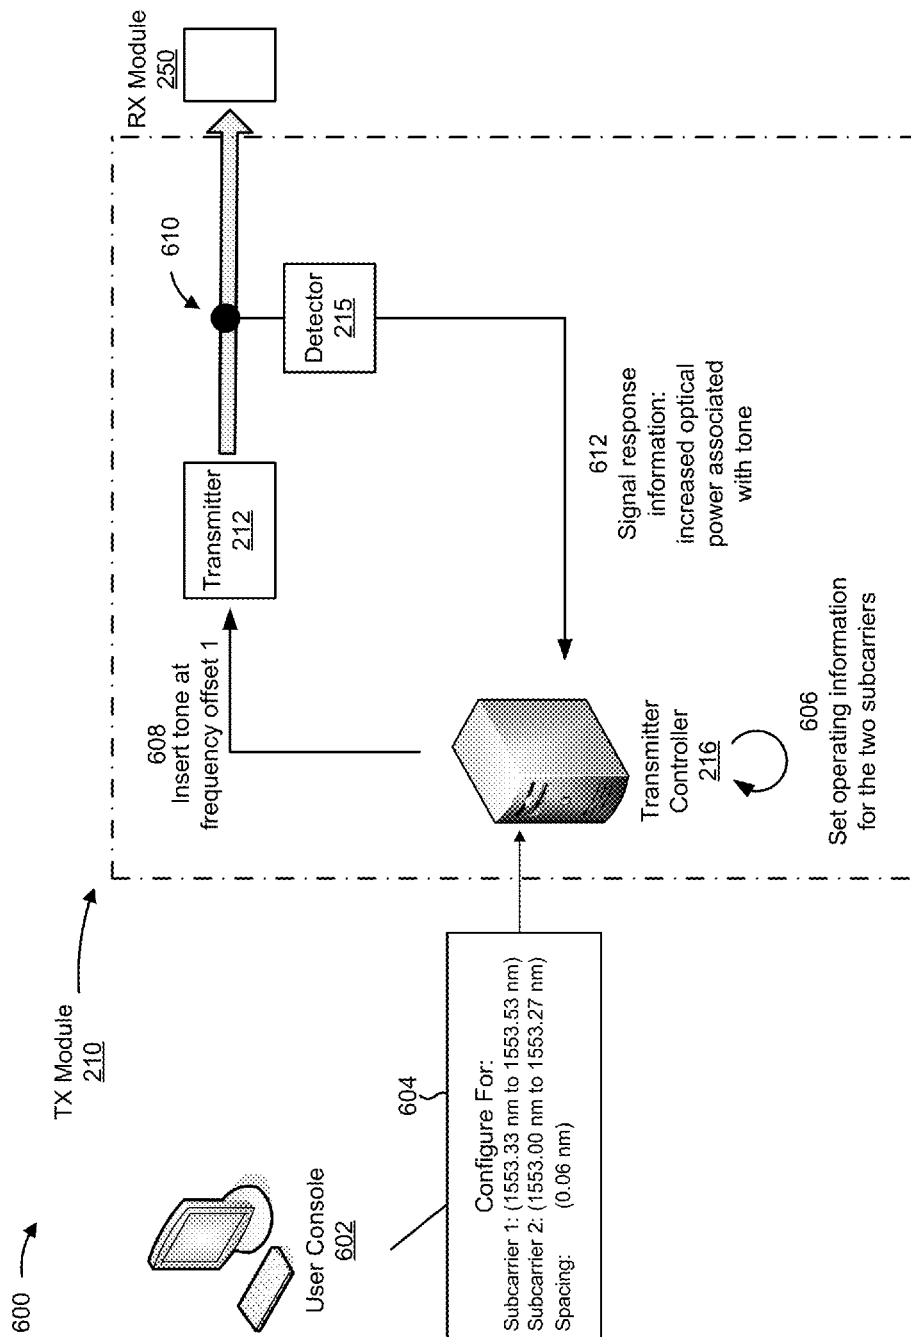 600
TX Module
210
RX Module
250
610
Transmitter
212
Detector
215
608
Insert tone at
frequency offset 1
612
Signal response
information:
increased optical
power associated
with tone
User Console
602
604
Configure For:
Subcarrier 1: (1553.33 nm to 1553.53 nm)
Subcarrier 2: (1553.00 nm to 1553.27 nm)
Spacing: (0.06 nm)
Transmitter
Controller
216
606
Set operating information
for the two subcarriers